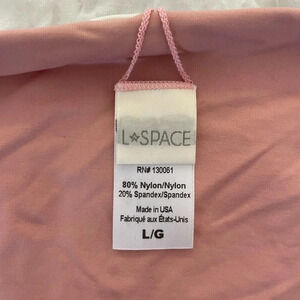 L☆SPACE
RN# 130061
80% Nylon/Nylon
20% Spandex/Spandex
Made in USA
Fabriqué aux États-Unis
L/G